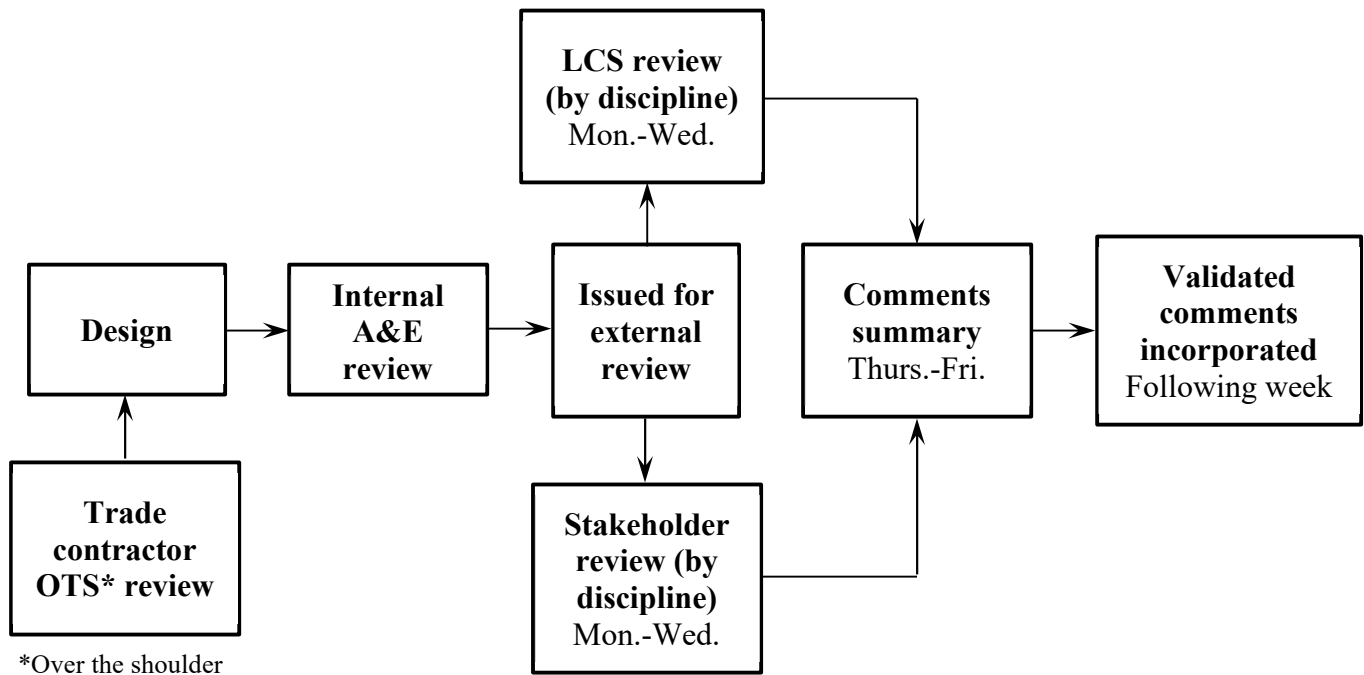 LCS review
(by discipline)
Mon.-Wed.
Design
Internal
A&E
review
Issued for
external
review
Comments
summary
Thurs.-Fri.
Validated
comments
incorporated
Following week
Trade
contractor
OTS* review
Stakeholder
review (by
discipline)
Mon.-Wed.
*Over the shoulder